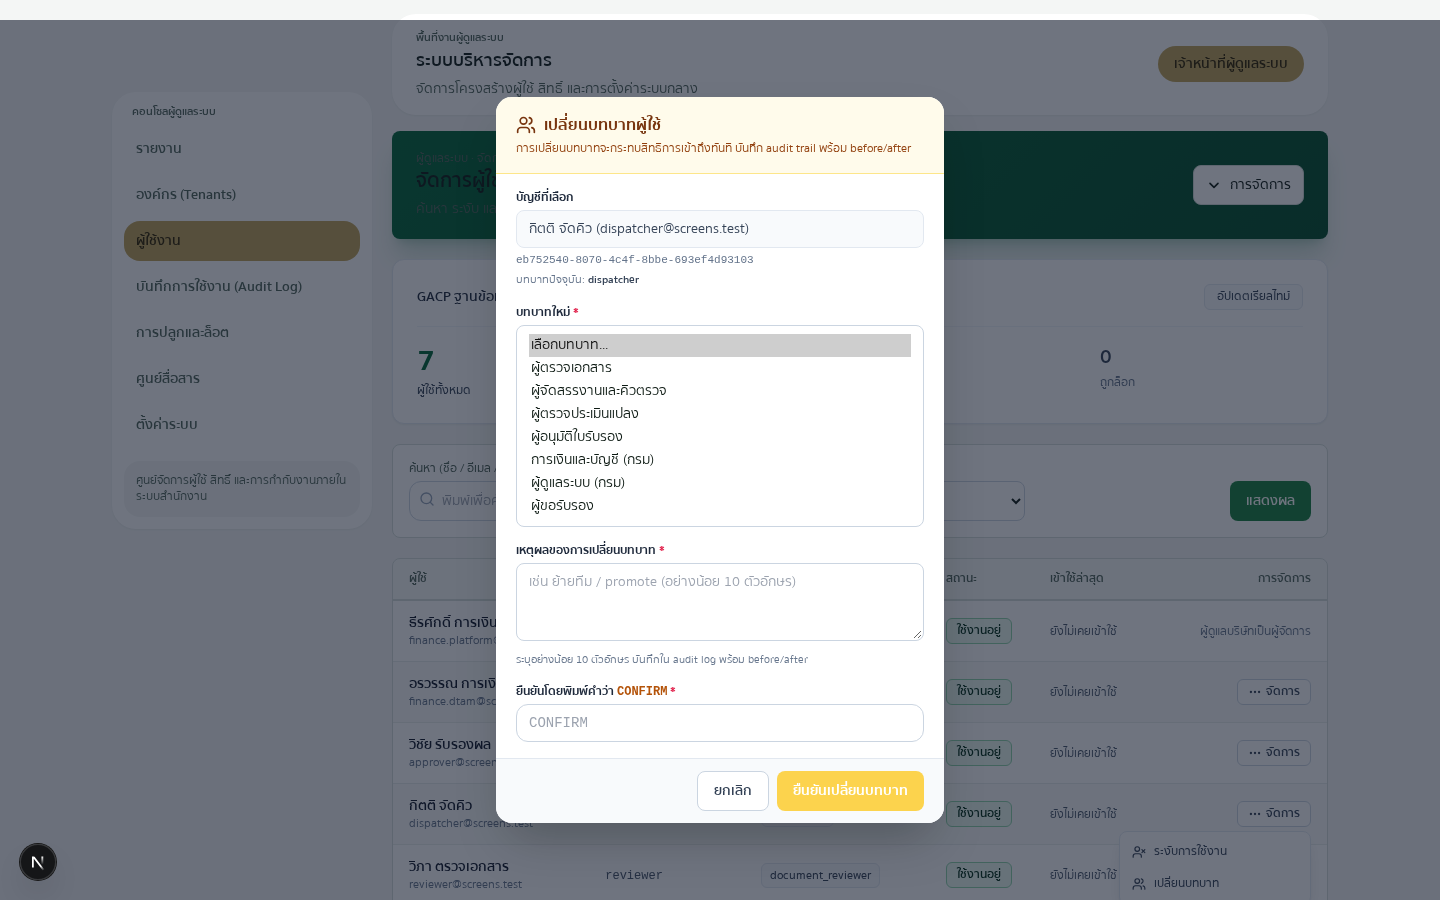 พื้นที่งานผู้ดูแลระบบ
ระบบบริหารจัดการ
จัดการโครงสร้างผู้ใช้ สิทธิ์ และการตั้งค่าระบบกลาง
เจ้าหน้าที่ผู้ดูแลระบบ
คอนโซลผู้ดูแลระบบ
รายงาน
องค์กร (Tenants)
ผู้ใช้งาน
บันทึกการใช้งาน (Audit Log)
การปลูกและล็อต
ศูนย์สื่อสาร
ตั้งค่าระบบ
ศูนย์จัดการผู้ใช้ สิทธิ์ และการกำกับงานภายใน
ระบบสำนักงาน
ผู้ดูแลระบบ
จัดการผู้ใ
การจัดการ
GACP ฐานข้อ
อัปเดตเรียลไทม์
7
ผู้ใช้ทั้งหมด
0
ถูกล็อก
ค้นหา (ชื่อ / อีเมล /
พิมพ์เพื่อค
แสดงผล
ผู้ใช้
สถานะ
เข้าใช้ล่าสุด
การจัดการ
ธีรศักดิ์ การเงิน
finance.platform
ใช้งานอยู่
ยังไม่เคยเข้าใช้
ผู้ดูแลบริษัทเป็นผู้จัดการ
อรวรรณ การเงิ
finance.dtam@sc
ใช้งานอยู่
ยังไม่เคยเข้าใช้
··· จัดการ
วิชัย รับรองผล
approver@screen
ใช้งานอยู่
ยังไม่เคยเข้าใช้
··· จัดการ
กิตติ จัดคิว
dispatcher@screens.test
ใช้งานอยู่
ยังไม่เคยเข้าใช้
··· จัดการ
วิภา ตรวจเอกสาร
reviewer@screens.test
reviewer
document_reviewer
ใช้งานอยู่
ยังไม่เคยเข้าใช้
ระงับการใช้งาน
เปลี่ยนบทบาท
เปลี่ยนบทบาทผู้ใช้
การเปลี่ยนบทบาทจะกระทบสิทธิการเข้าถึงทันที บันทึก audit trail พร้อม before/after
บัญชีที่เลือก
กิตติ จัดคิว (dispatcher@screens.test)
eb752540-8070-4c4f-8bbe-693ef4d93103
บทบาทปัจจุบัน: dispatcher
บทบาทใหม่ *
เลือกบทบาท...
ผู้ตรวจเอกสาร
ผู้จัดสรรงานและคิวตรวจ
ผู้ตรวจประเมินแปลง
ผู้อนุมัติใบรับรอง
การเงินและบัญชี (กรม)
ผู้ดูแลระบบ (กรม)
ผู้ขอรับรอง
เหตุผลของการเปลี่ยนบทบาท *
เช่น ย้ายทีม / promote (อย่างน้อย 10 ตัวอักษร)
ระบุอย่างน้อย 10 ตัวอักษร บันทึกใน audit log พร้อม before/after
ยืนยันโดยพิมพ์คำว่า CONFIRM *
CONFIRM
ยกเลิก
ยืนยันเปลี่ยนบทบาท
N